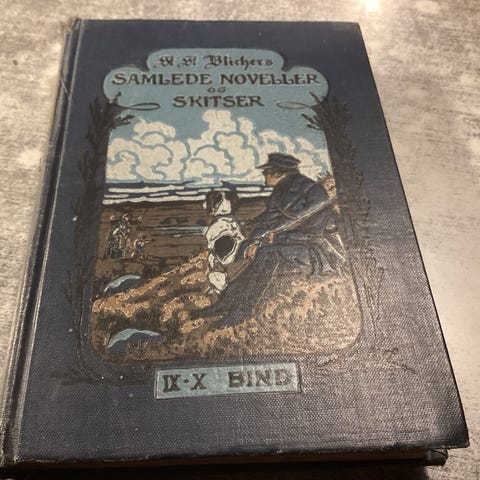 St. St. Blichers
SAMLEDE NOVELLER
OG
SKITSER
IX-X BIND